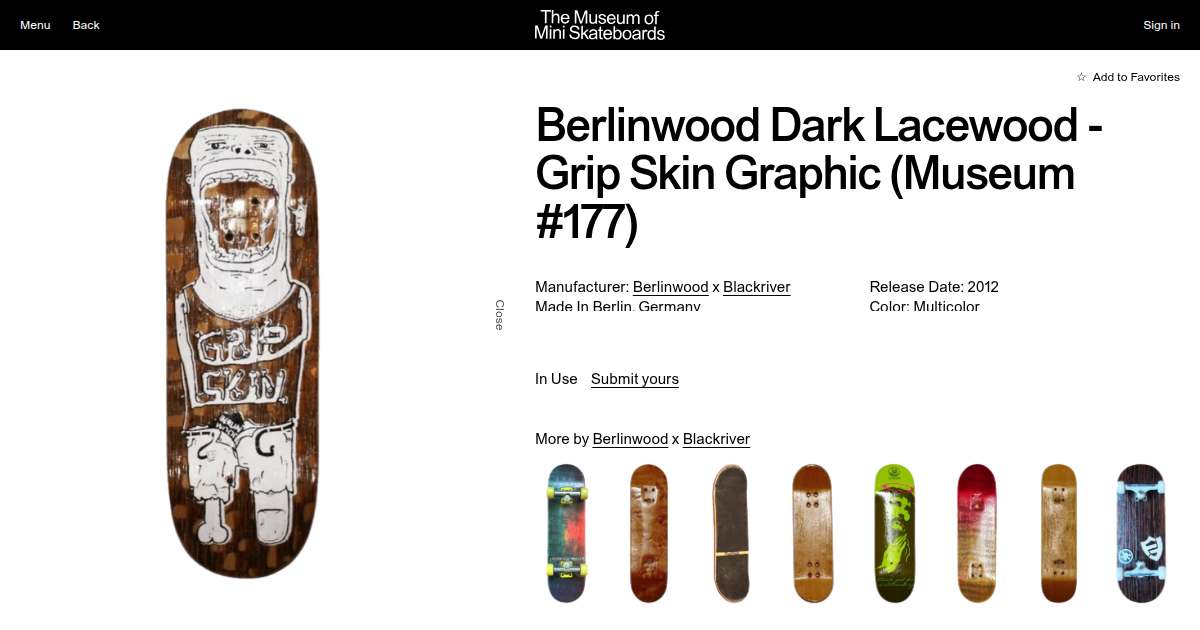 Menu Back
The Museum of
Mini Skateboards
Sign in
☆ Add to Favorites
Berlinwood Dark Lacewood -
Grip Skin Graphic (Museum
#177)
Manufacturer: Berlinwood x Blackriver
Release Date: 2012
Made In Berlin, Germany
Color: Multicolor
Close
GRIP
SKIN
In Use Submit yours
More by Berlinwood x Blackriver